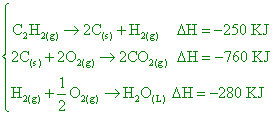 C₂H₂₍g₎ → 2C₍s₎ + H₂₍g₎ ΔH = −250 KJ
2C₍s₎ + 2O₂₍g₎ → 2CO₂₍g₎ ΔH = −760 KJ
H₂₍g₎ + 1/2 O₂₍g₎ → H₂O₍L₎ ΔH = −280 KJ